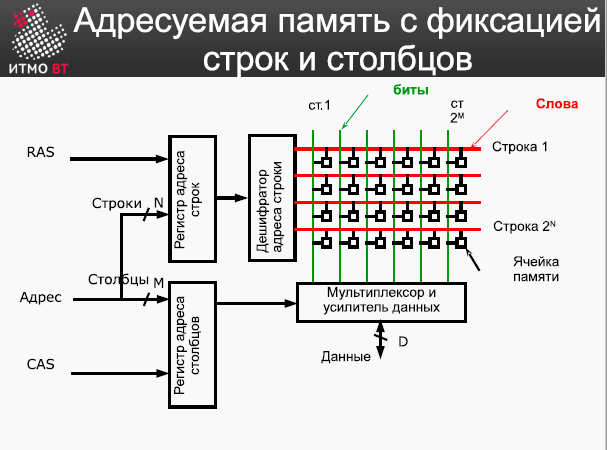 Адресуемая память с фиксацией
строк и столбцов
ИТМО ВТ
биты
ст.1
ст
2ᴹ
Слова
RAS
Строка 1
Строки N
Регистр адреса
строк
Дешифратор
адреса строки
Строка 2ᴺ
Ячейка
памяти
Столбцы M
Адрес
Регистр адреса
столбцов
Мультиплексор и
усилитель данных
D
Данные
CAS